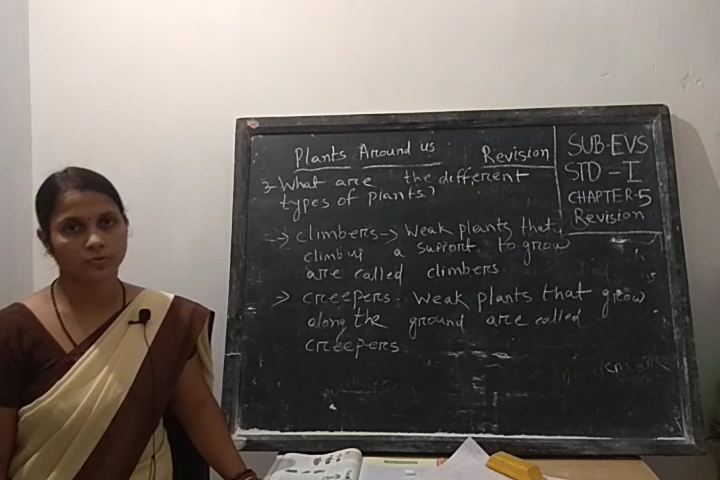 Plants Around us Revision
3. What are the different
types of plants?
-> climbers -> Weak plants that
climb a support to grow
are called climbers.
-> creepers - Weak plants that grow
along the ground are called
creepers
SUB-EVS
STD - I
CHAPTER-5
Revision